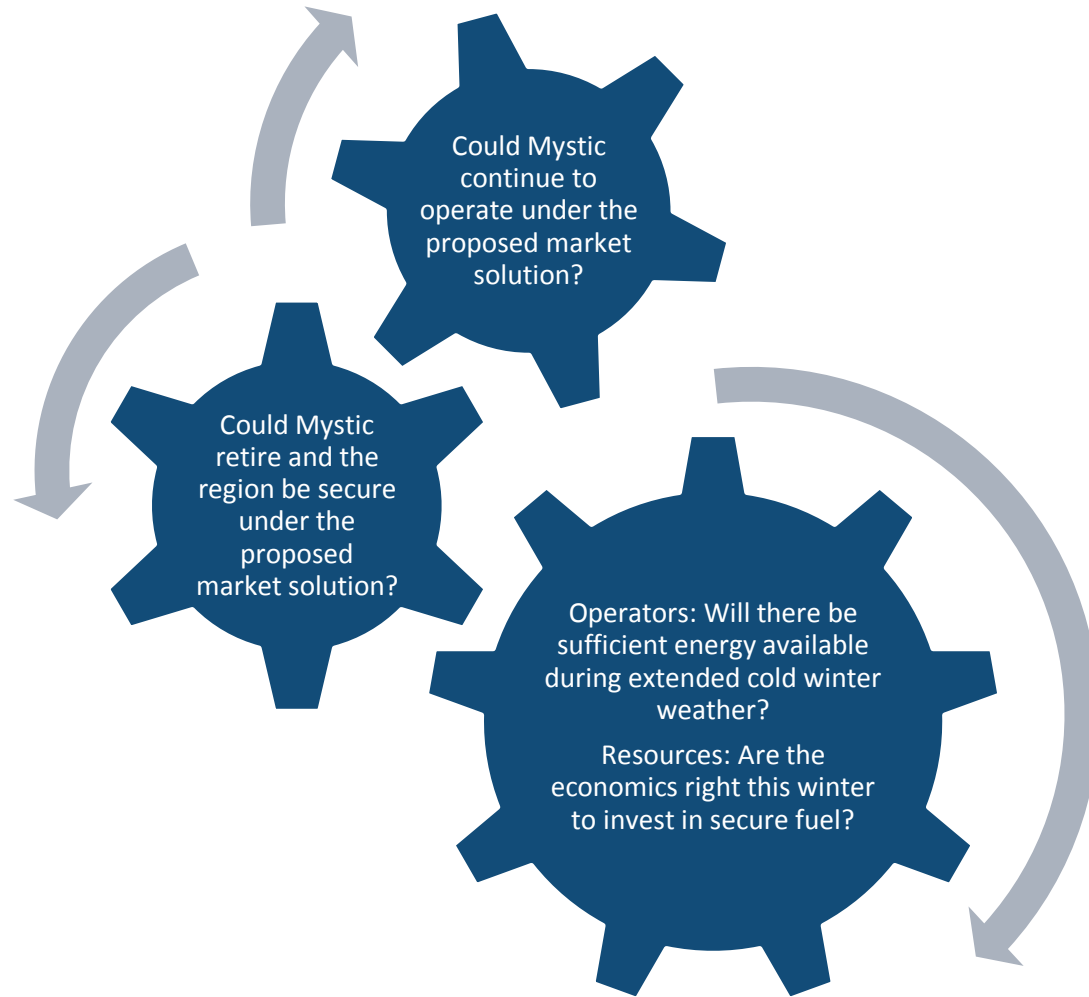 Could Mystic
continue to
operate under the
proposed market
solution?
Could Mystic
retire and the
region be secure
under the
proposed
market solution?
Operators: Will there be
sufficient energy available
during extended cold winter
weather?
Resources: Are the
economics right this winter
to invest in secure fuel?